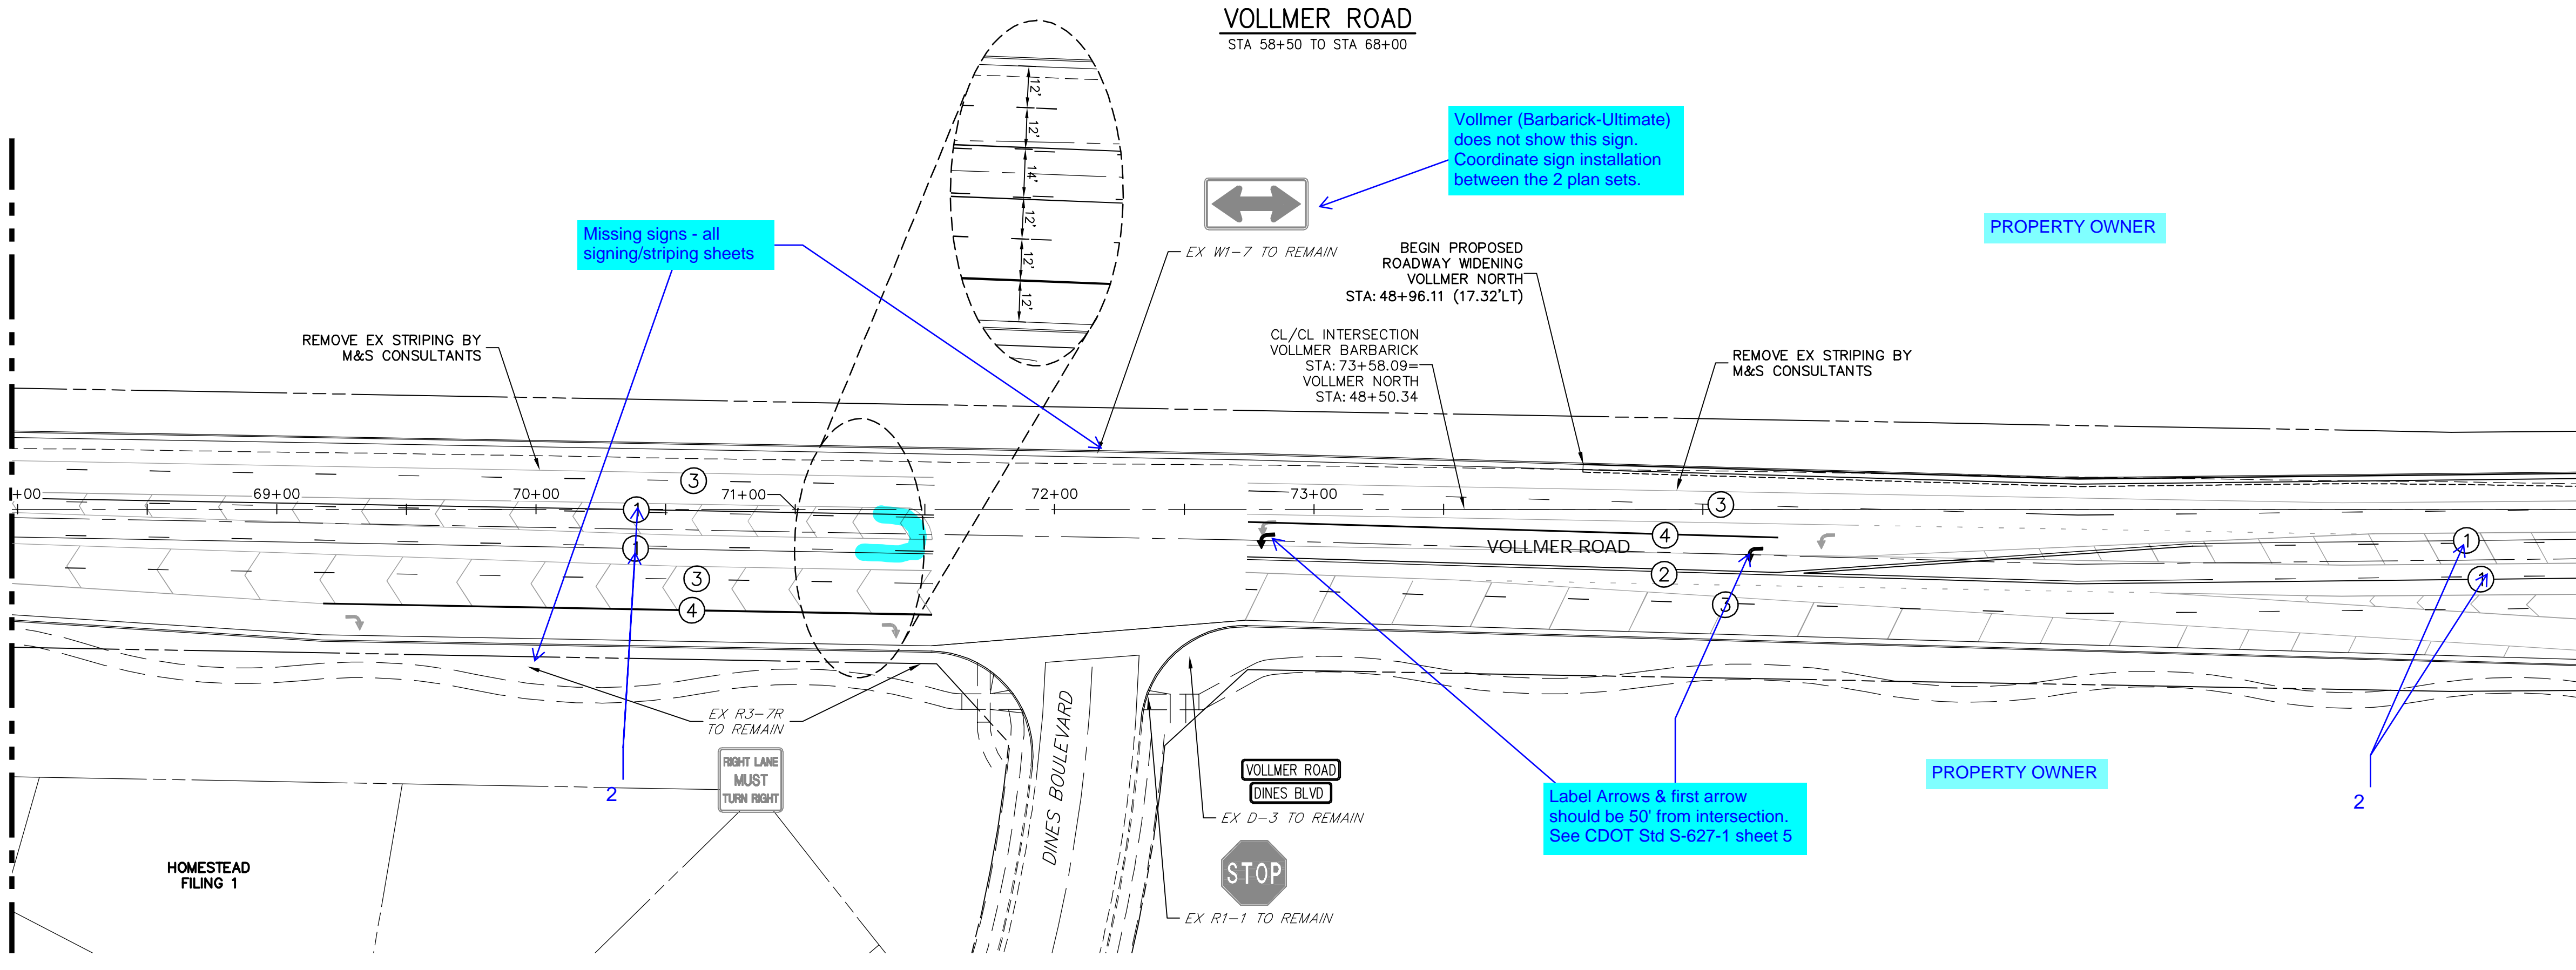 VOLLMER ROAD
STA 58+50 TO STA 68+00
12'
12'
14'
12'
12'
12'
Vollmer (Barbarick-Ultimate)
does not show this sign.
Coordinate sign installation
between the 2 plan sets.
EX W1-7 TO REMAIN
Missing signs - all
signing/striping sheets
PROPERTY OWNER
BEGIN PROPOSED
ROADWAY WIDENING
VOLLMER NORTH
STA: 48+96.11 (17.32'LT)
REMOVE EX STRIPING BY
M&S CONSULTANTS
CL/CL INTERSECTION
VOLLMER BARBARICK
STA: 73+58.09=
VOLLMER NORTH
STA: 48+50.34
REMOVE EX STRIPING BY
M&S CONSULTANTS
+00
69+00
70+00
71+00
72+00
73+00
3
1
1
3
4
3
4
VOLLMER ROAD
2
3
1
1
EX R3-7R
TO REMAIN
RIGHT LANE
MUST
TURN RIGHT
2
DINES BOULEVARD
VOLLMER ROAD
DINES BLVD
EX D-3 TO REMAIN
STOP
EX R1-1 TO REMAIN
Label Arrows & first arrow
should be 50' from intersection.
See CDOT Std S-627-1 sheet 5
PROPERTY OWNER
2
HOMESTEAD
FILING 1